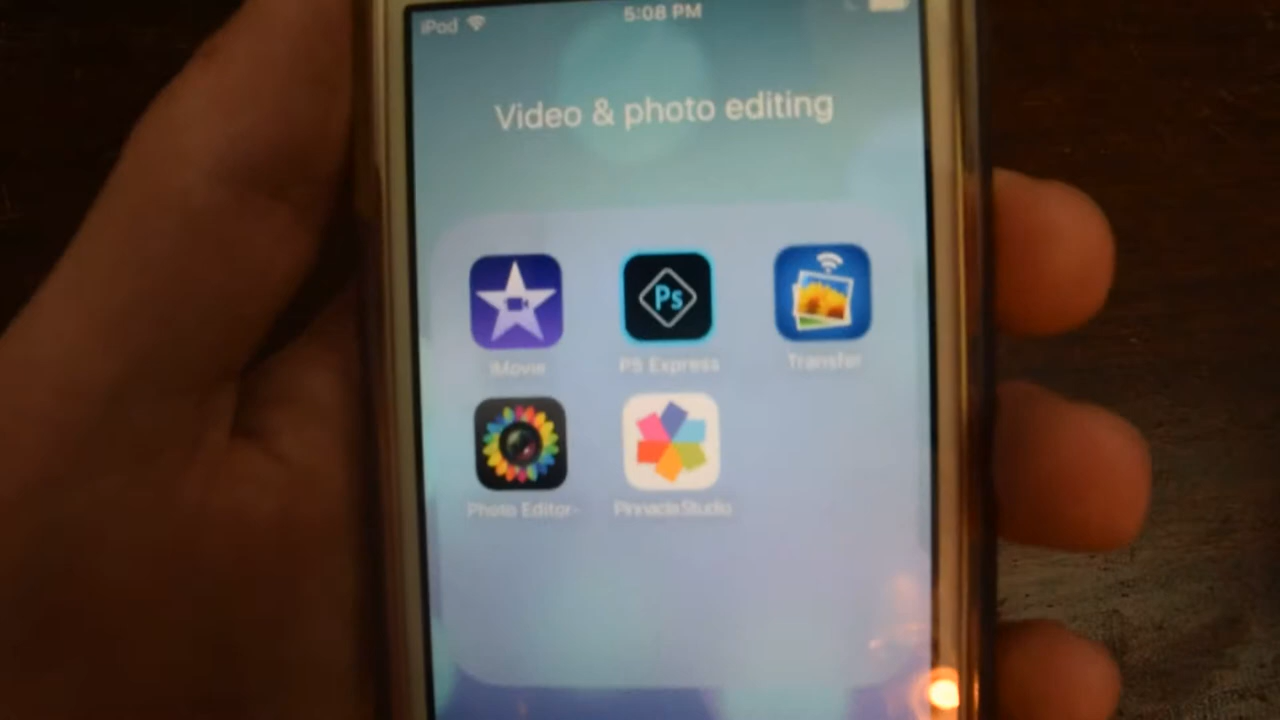 iPod 5:08 PM
Video & photo editing
Ps
iMovie PS Express Transfer
Photo Editor- PinnacleStudio